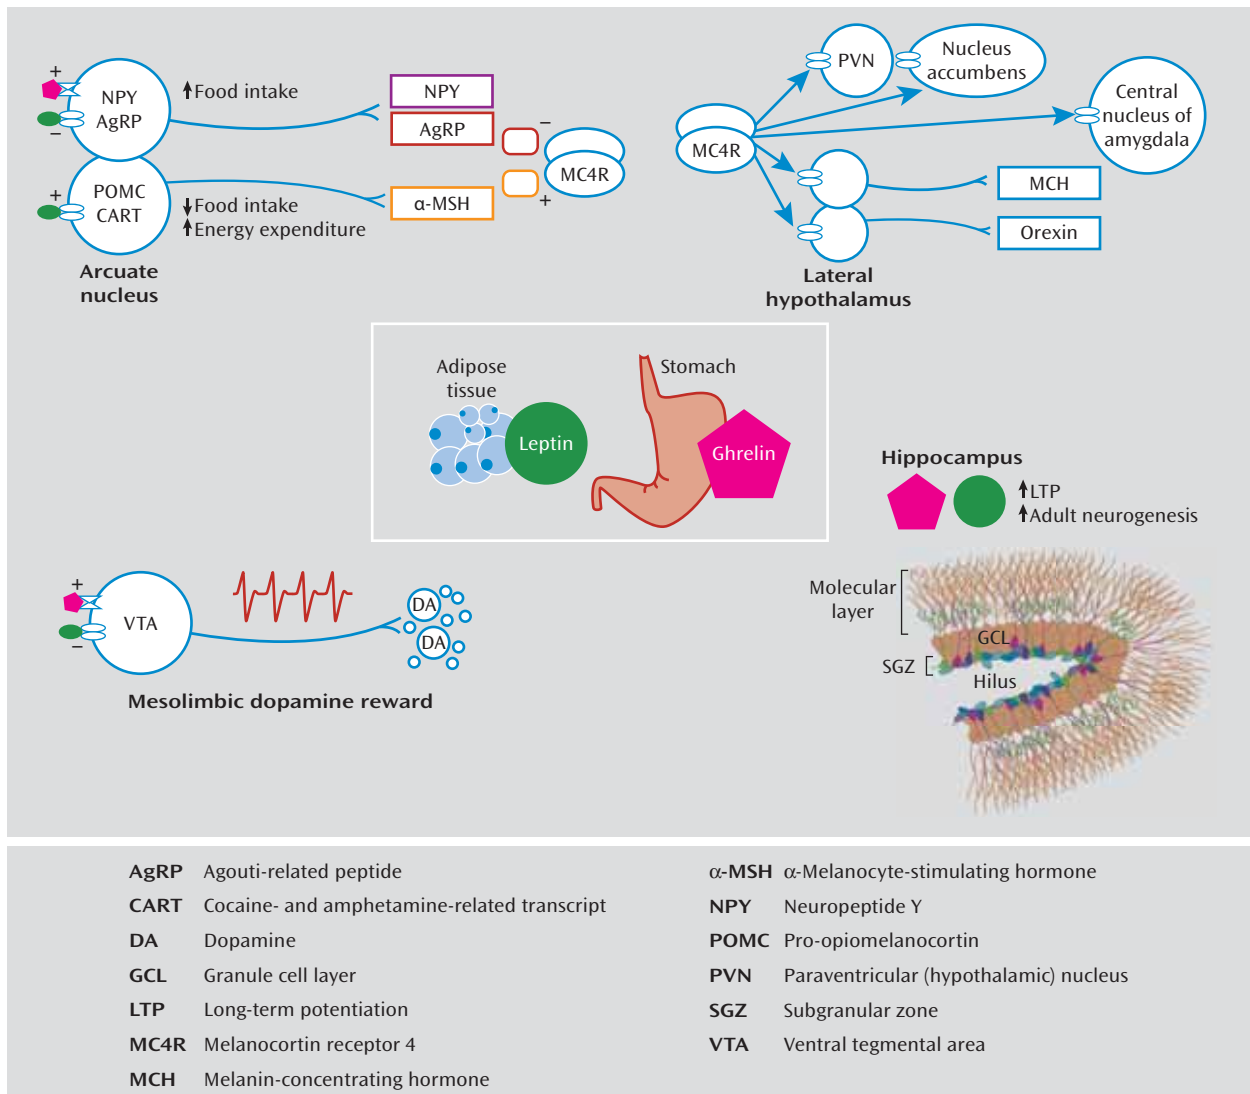 +
NPY
AgRP
−
Food intake
NPY
AgRP
−
MC4R
+
POMC
CART
+
Food intake
Energy expenditure
α-MSH
Arcuate
nucleus
PVN
Nucleus
accumbens
Central
nucleus of
amygdala
MC4R
MCH
Orexin
Lateral
hypothalamus
Adipose
tissue
Leptin
Stomach
Ghrelin
Hippocampus
LTP
Adult neurogenesis
Molecular
layer
GCL
SGZ
Hilus
+
VTA
−
DA
DA
Mesolimbic dopamine reward
AgRP Agouti-related peptide
CART Cocaine- and amphetamine-related transcript
DA Dopamine
GCL Granule cell layer
LTP Long-term potentiation
MC4R Melanocortin receptor 4
MCH Melanin-concentrating hormone
α-MSH α-Melanocyte-stimulating hormone
NPY Neuropeptide Y
POMC Pro-opiomelanocortin
PVN Paraventricular (hypothalamic) nucleus
SGZ Subgranular zone
VTA Ventral tegmental area